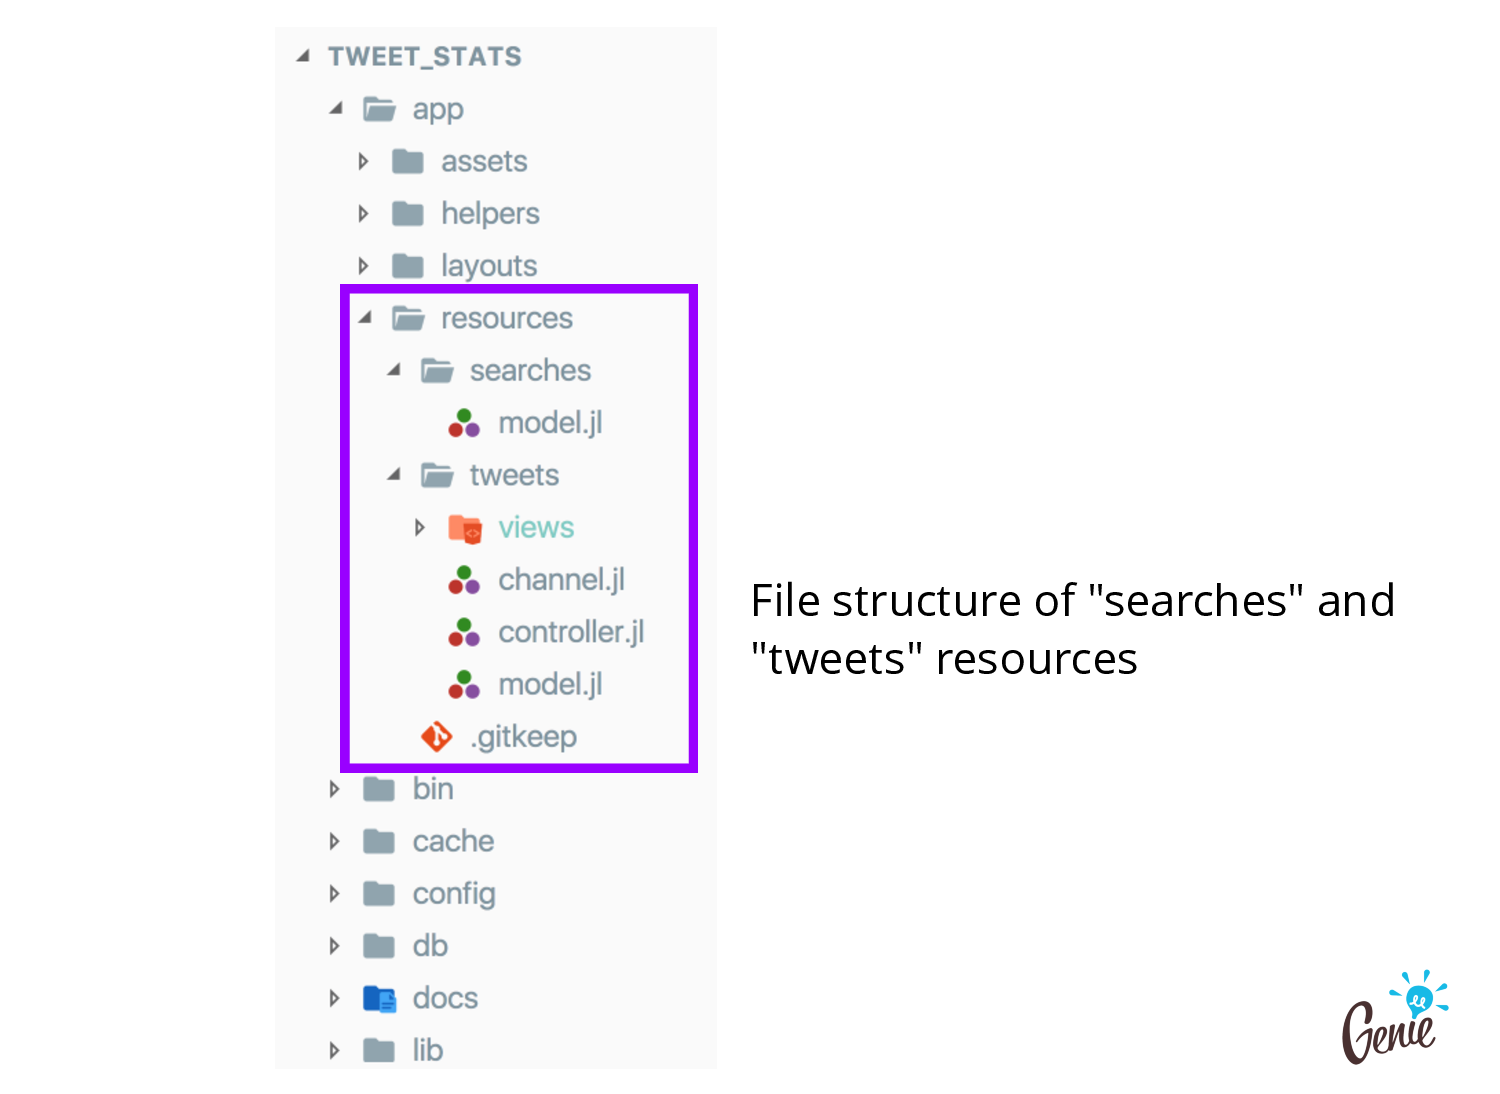 TWEET_STATS
app
assets
helpers
layouts
resources
searches
model.jl
tweets
views
channel.jl
controller.jl
model.jl
.gitkeep
bin
cache
config
db
docs
lib
File structure of "searches" and
"tweets" resources
Genie